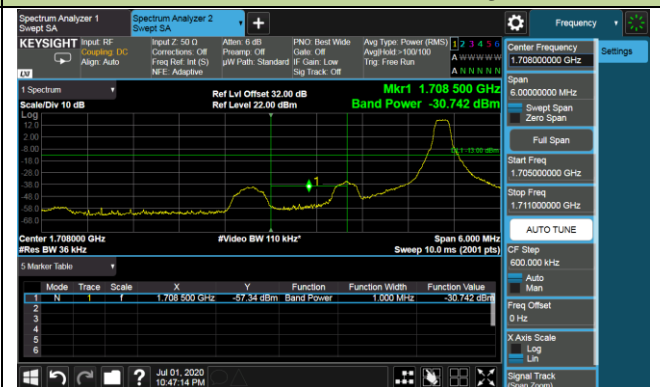 Spectrum Analyzer 1
Swept SA
Spectrum Analyzer 2
Swept SA
Frequency
KEYSIGHT
Input: RF
Coupling: DC
Align: Auto
Input Z: 50 Ω
Corrections: Off
Freq Ref: Int (S)
NFE: Adaptive
Atten: 6 dB
Preamp: Off
µW Path: Standard
PNO: Best Wide
Gate: Off
IF Gain: Low
Sig Track: Off
Avg Type: Power (RMS)
Avg|Hold: >100/100
Trig: Free Run
1 2 3 4 5 6
A W W W W W
A N N N N N
LXI
1 Spectrum
Scale/Div 10 dB
Ref Lvl Offset 32.00 dB
Ref Level 22.00 dBm
Mkr1 1.708 500 GHz
Band Power -30.742 dBm
Log
12.0
2.00
-8.00
-18.0
-28.0
-38.0
-48.0
-58.0
-68.0
DL1 -13.00 dBm
1
Center 1.708000 GHz
#Res BW 36 kHz
#Video BW 110 kHz*
Span 6.000 MHz
Sweep 10.0 ms (2001 pts)
5 Marker Table
Mode Trace Scale X Y Function Function Width Function Value
1 N 1 f 1.708 500 GHz -57.34 dBm Band Power 1.000 MHz -30.742 dBm
2
3
4
5
6
Jul 01, 2020
10:47:14 PM
Center Frequency
1.708000000 GHz
Settings
Span
6.00000000 MHz
Swept Span
Zero Span
Full Span
Start Freq
1.705000000 GHz
Stop Freq
1.711000000 GHz
AUTO TUNE
CF Step
600.000 kHz
Auto
Man
Freq Offset
0 Hz
X Axis Scale
Log
Lin
Signal Track
(Span Zoom)